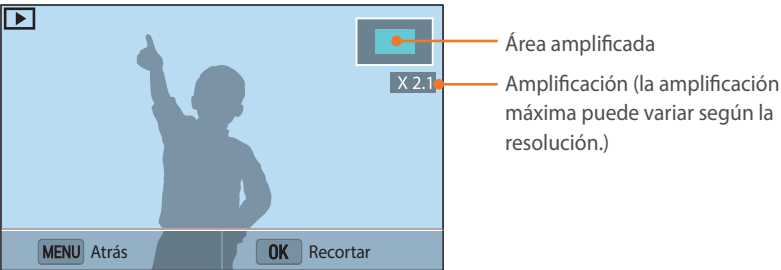 Área amplificada
X 2.1
Amplificación (la amplificación
máxima puede variar según la
resolución.)
MENU Atrás
OK Recortar